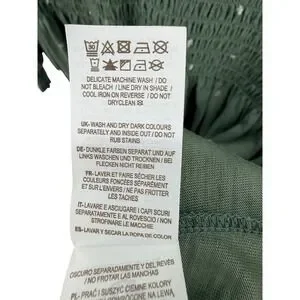 30
DELICATE MACHINE WASH / DO
NOT BLEACH / LINE DRY IN SHADE /
COOL IRON ON REVERSE / DO NOT
DRYCLEAN
UK- WASH AND DRY DARK COLOURS
SEPARATELY AND INSIDE OUT / DO NOT
RUB STAINS
DE- DUNKLE FARBEN SEPARAT UND AUF
LINKS WASCHEN UND TROCKNEN / BEI
FLECKEN NICHT REIBEN
FR- LAVER ET FAIRE SÉCHER LES
COULEURS FONCÉES SÉPARÉMENT
ET SUR L'ENVERS / NE PAS FROTTER
LES TACHES
IT- LAVARE E ASCIUGARE I CAPI SCURI
SEPARATAMENTE E DIRITTO
ROVESCIO / NON STROFINARE LE MACCHIE
ES- LAVAR Y SECAR LA ROPA DE COLOR
OSCURO SEPARADAMENTE Y DEL REVÉS
/ NO FROTAR LAS MANCHAS
PL- PRAĆ I SUSZYĆ CIEMNE KOLORY
NA LEWĄ